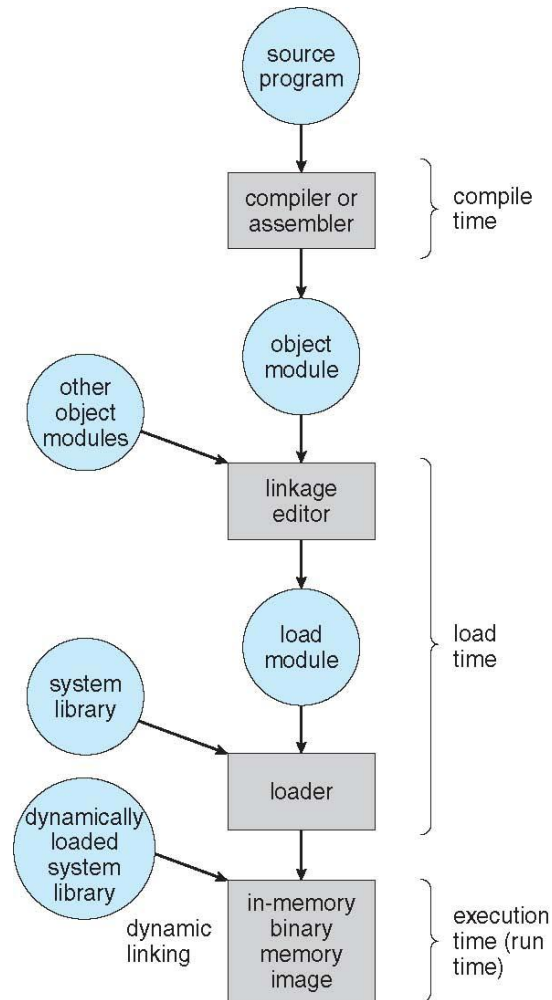 source
program
compiler or
assembler
compile
time
object
module
other
object
modules
linkage
editor
load
module
load
time
system
library
loader
dynamically
loaded
system
library
dynamic
linking
in-memory
binary
memory
image
execution
time (run
time)